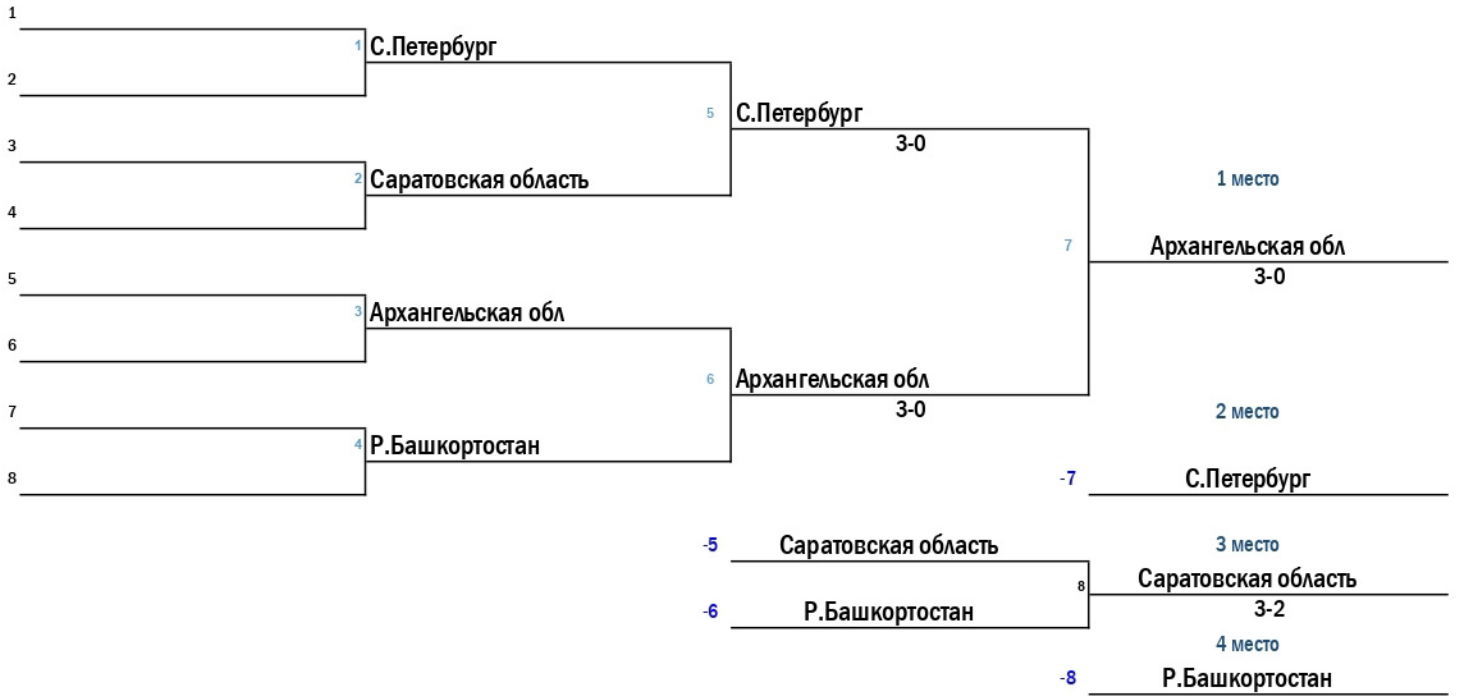 1
1 С.Петербург
2
5 С.Петербург
3-0
3
2 Саратовская область
1 место
4
7 Архангельская обл
3-0
5
3 Архангельская обл
6
6 Архангельская обл
3-0
7
2 место
4 Р.Башкортостан
8
-7 С.Петербург
-5 Саратовская область
3 место
8 Саратовская область
3-2
-6 Р.Башкортостан
4 место
-8 Р.Башкортостан